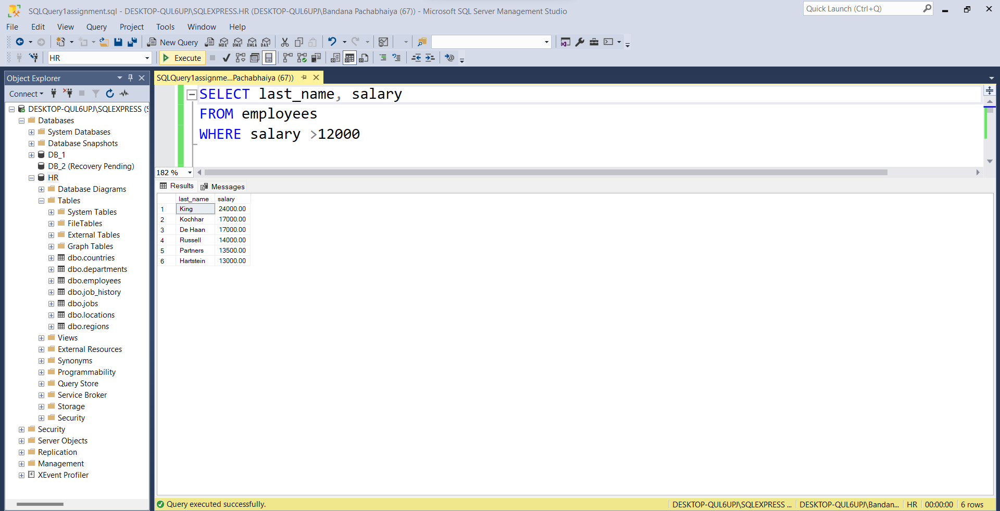 SQLQuery1assignment.sql - DESKTOP-QUL6UPJ\SQLEXPRESS.HR (DESKTOP-QUL6UPJ\Bandana Pachabhaiya (67)) - Microsoft SQL Server Management Studio
Quick Launch (Ctrl+Q)
File Edit View Query Project Tools Window Help
New Query MDX DMX XMLA DAX
HR
Execute
Object Explorer
Connect
DESKTOP-QUL6UPJ\SQLEXPRESS (S
Databases
System Databases
Database Snapshots
DB_1
DB_2 (Recovery Pending)
HR
Database Diagrams
Tables
System Tables
FileTables
External Tables
Graph Tables
dbo.countries
dbo.departments
dbo.employees
dbo.job_history
dbo.jobs
dbo.locations
dbo.regions
Views
External Resources
Synonyms
Programmability
Query Store
Service Broker
Storage
Security
Security
Server Objects
Replication
Management
XEvent Profiler
SQLQuery1assignme...Pachabhaiya (67))
SELECT last_name, salary
FROM employees
WHERE salary >12000
182 %
Results Messages
last_name salary
1 King 24000.00
2 Kochhar 17000.00
3 De Haan 17000.00
4 Russell 14000.00
5 Partners 13500.00
6 Hartstein 13000.00
Query executed successfully.
DESKTOP-QUL6UPJ\SQLEXPRESS ... DESKTOP-QUL6UPJ\Bandan... HR 00:00:00 6 rows